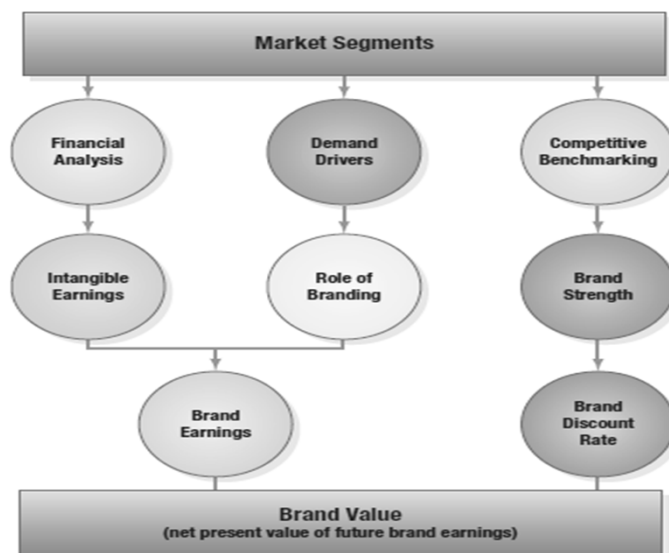 Market Segments
Financial
Analysis
Demand
Drivers
Competitive
Benchmarking
Intangible
Earnings
Role of
Branding
Brand
Strength
Brand
Earnings
Brand
Discount
Rate
Brand Value
(net present value of future brand earnings)